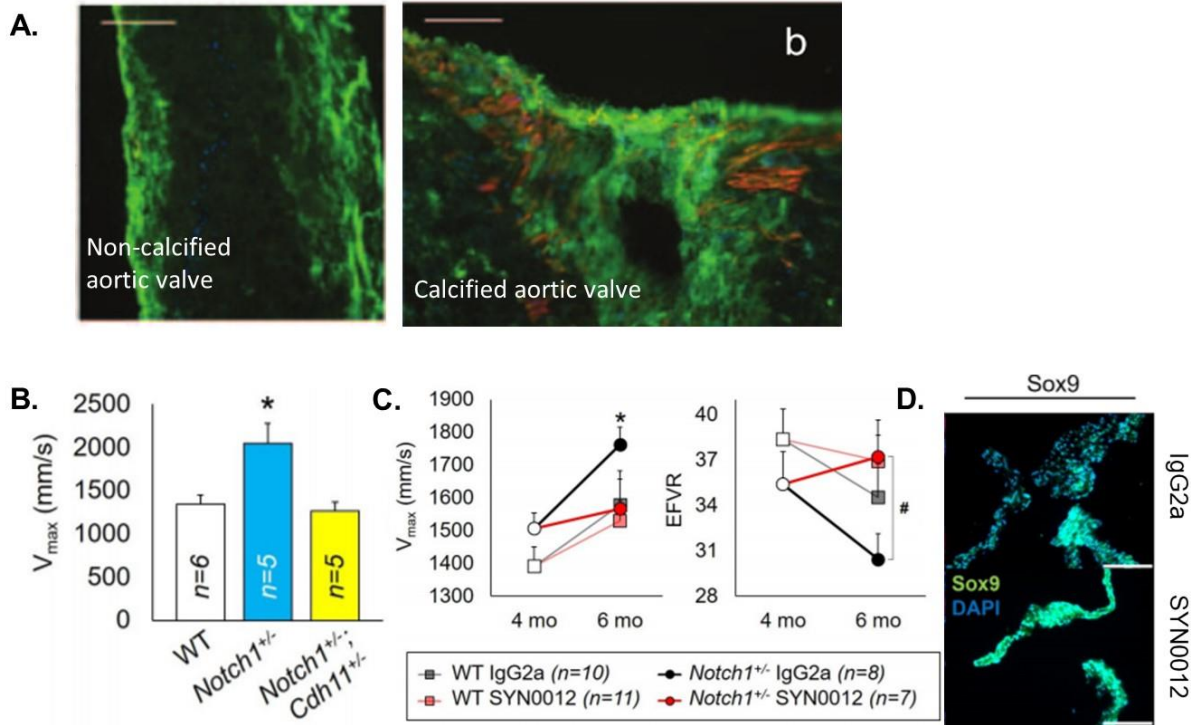 A.
Non-calcified
aortic valve
b
Calcified aortic valve
B.
2500
2000
1500
1000
500
0
Vmax (mm/s)
*
n=6
n=5
n=5
WT
Notch1+/-
Notch1+/-;
Cdh11+/-
C.
1900
1800
1700
1600
1500
1400
1300
Vmax (mm/s)
*
4 mo
6 mo
40
37
34
31
28
EFVR
#
4 mo
6 mo
WT IgG2a (n=10)
Notch1+/- IgG2a (n=8)
WT SYN0012 (n=11)
Notch1+/- SYN0012 (n=7)
D.
Sox9
IgG2a
Sox9
DAPI
SYN0012